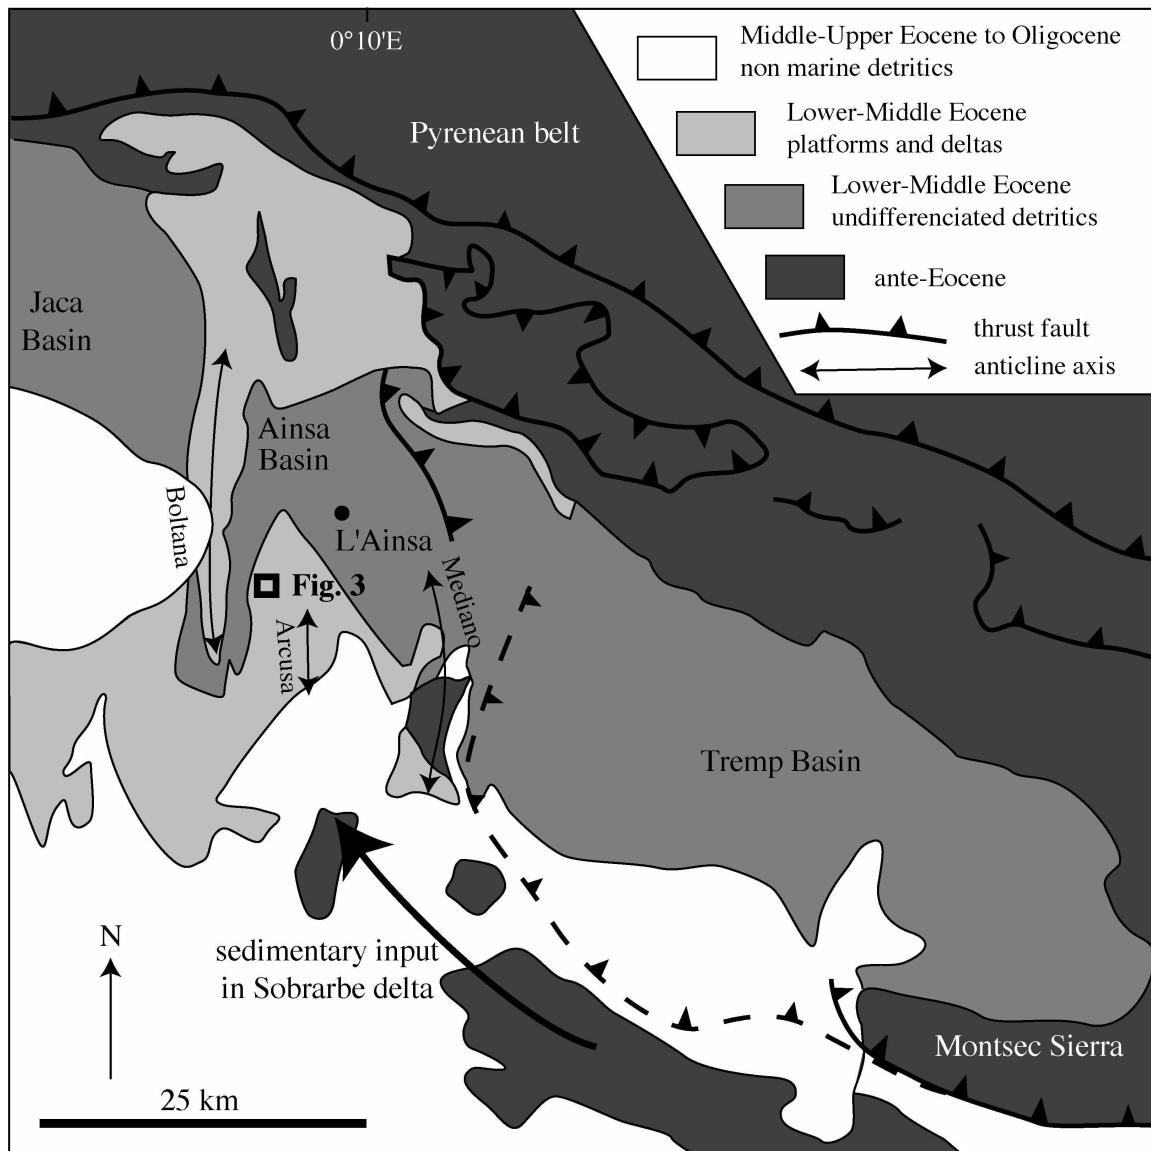 0°10'E
Middle-Upper Eocene to Oligocene
non marine detritics
Lower-Middle Eocene
platforms and deltas
Lower-Middle Eocene
undifferenciated detritics
ante-Eocene
thrust fault
anticline axis
Pyrenean belt
Jaca
Basin
Ainsa
Basin
Boltana
L'Ainsa
Fig. 3
Mediano
Arcusa
Tremp Basin
sedimentary input
in Sobrarbe delta
N
Montsec Sierra
25 km